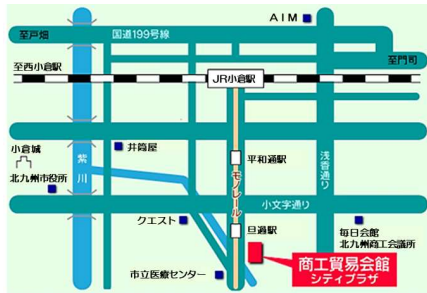 AIM
至戸畑
国道199号線
至門司
至西小倉駅
JR小倉駅
小倉城
北九州市役所
紫川
井筒屋
平和通駅
モノレール
浅香通り
小文字通り
クエスト
旦過駅
毎日会館
北九州商工会議所
商工貿易会館
シティプラザ
市立医療センター